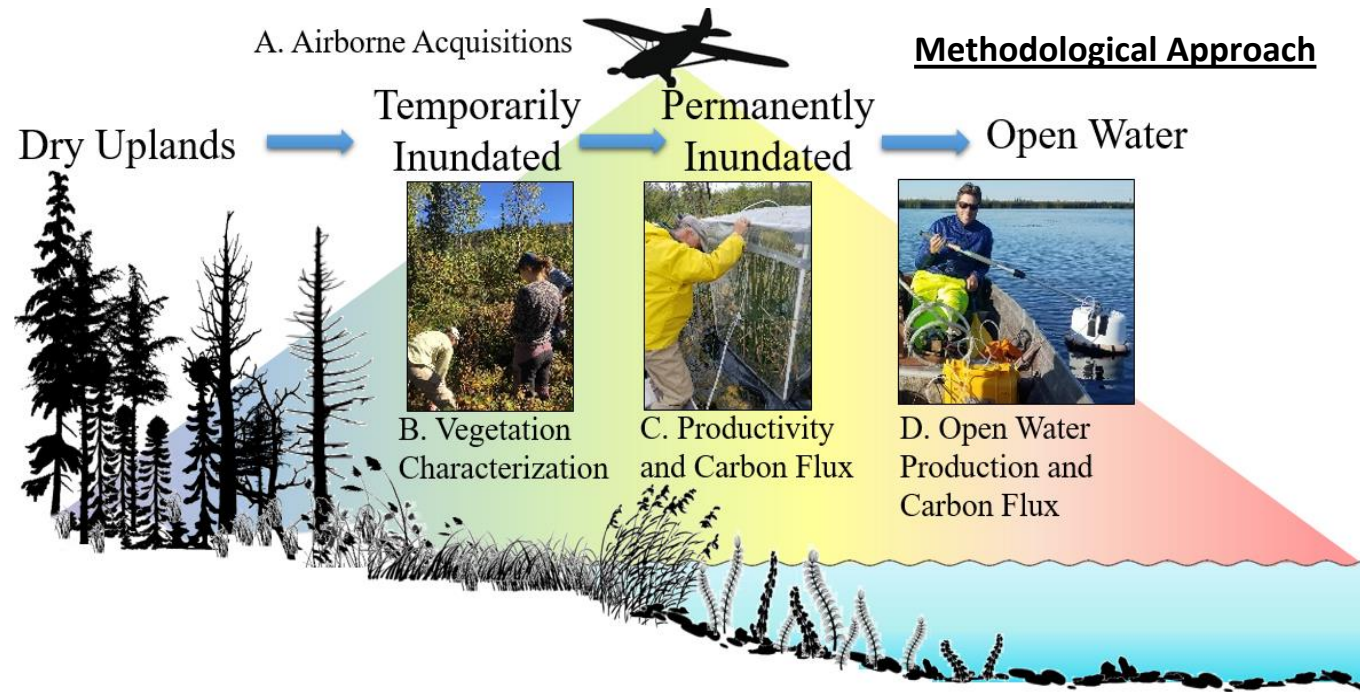 A. Airborne Acquisitions
Methodological Approach
Dry Uplands
Temporarily
Inundated
Permanently
Inundated
Open Water
B. Vegetation
Characterization
C. Productivity
and Carbon Flux
D. Open Water
Production and
Carbon Flux